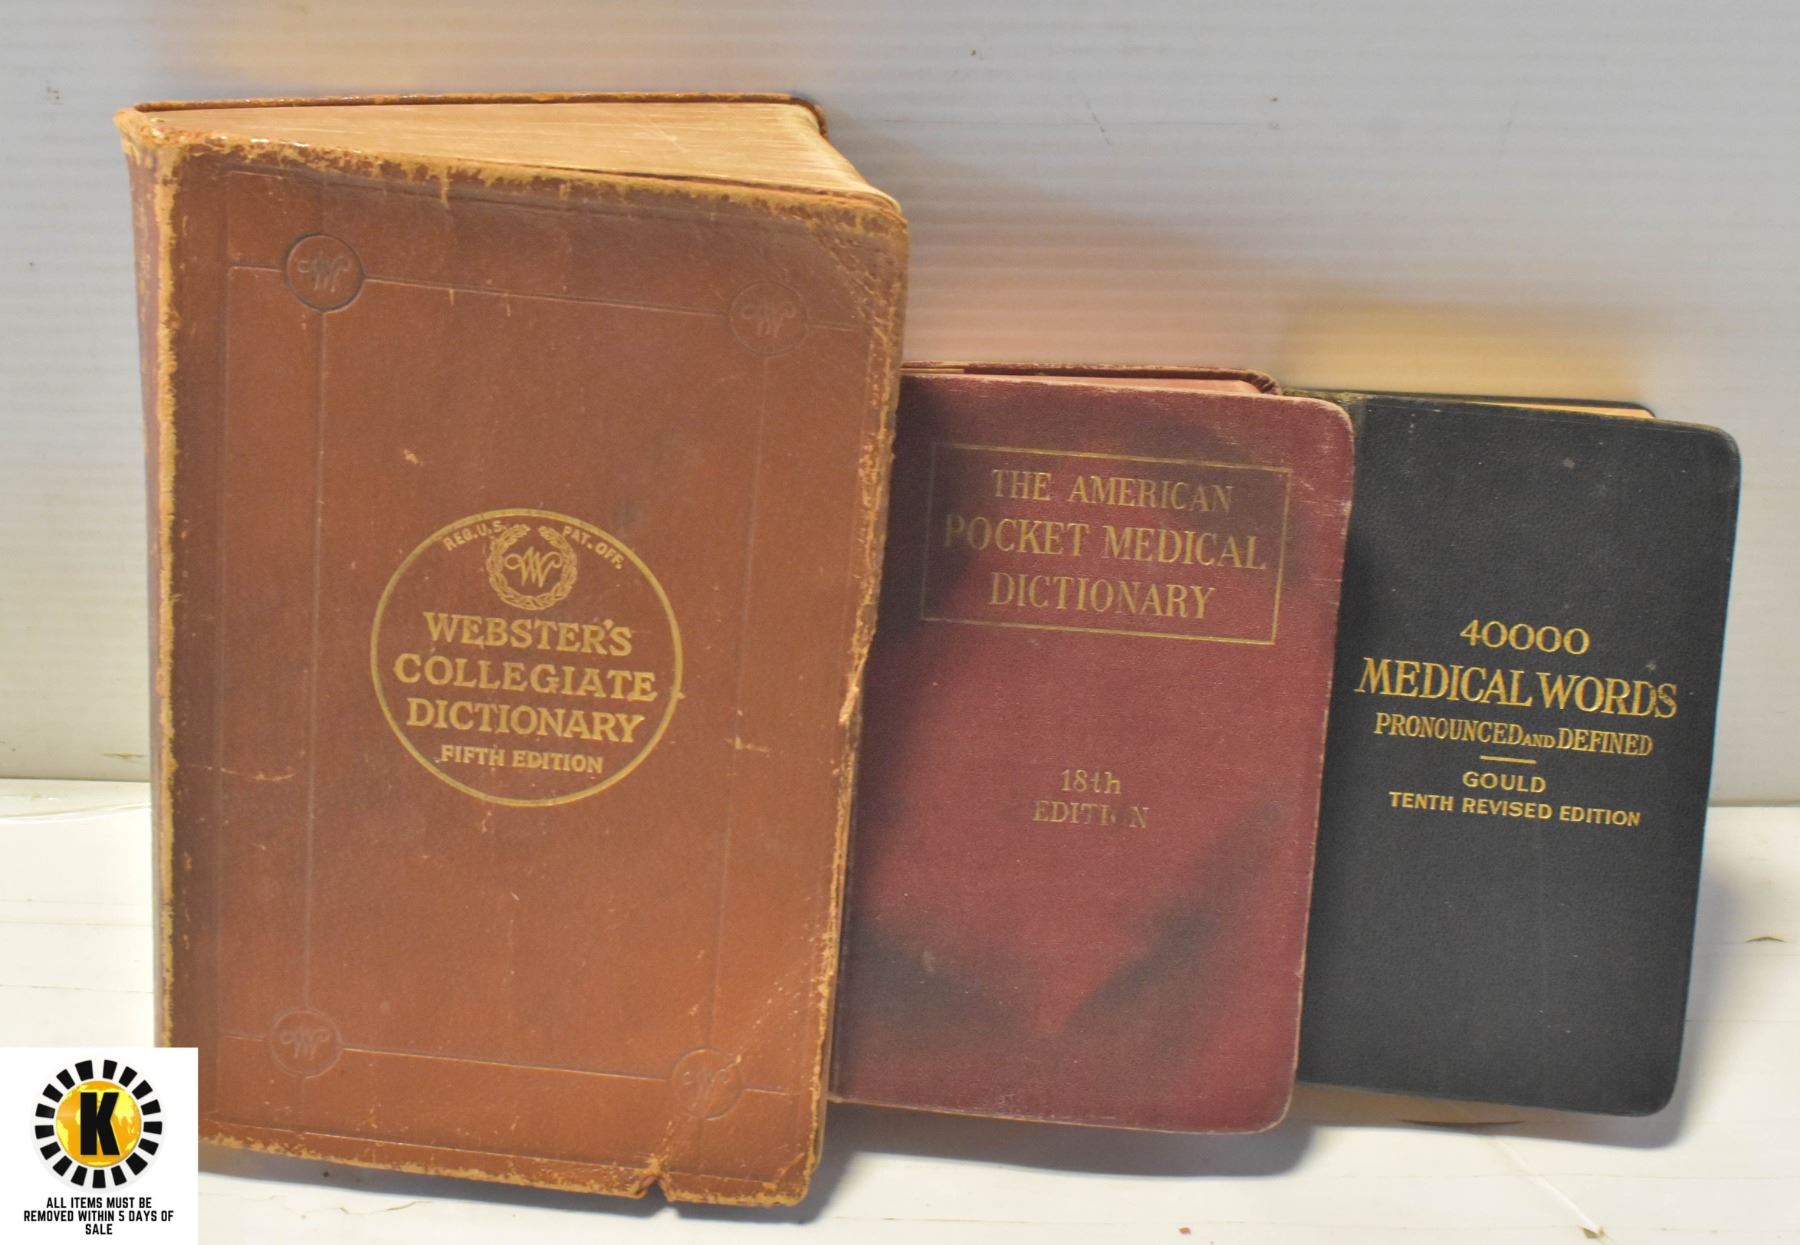 REG. U.S. PAT. OFF.
W
WEBSTER'S
COLLEGIATE
DICTIONARY
FIFTH EDITION
W
W
W
W
THE AMERICAN
POCKET MEDICAL
DICTIONARY
18th
EDITION
40000
MEDICAL WORDS
PRONOUNCED AND DEFINED
GOULD
TENTH REVISED EDITION
K
ALL ITEMS MUST BE
REMOVED WITHIN 5 DAYS OF
SALE